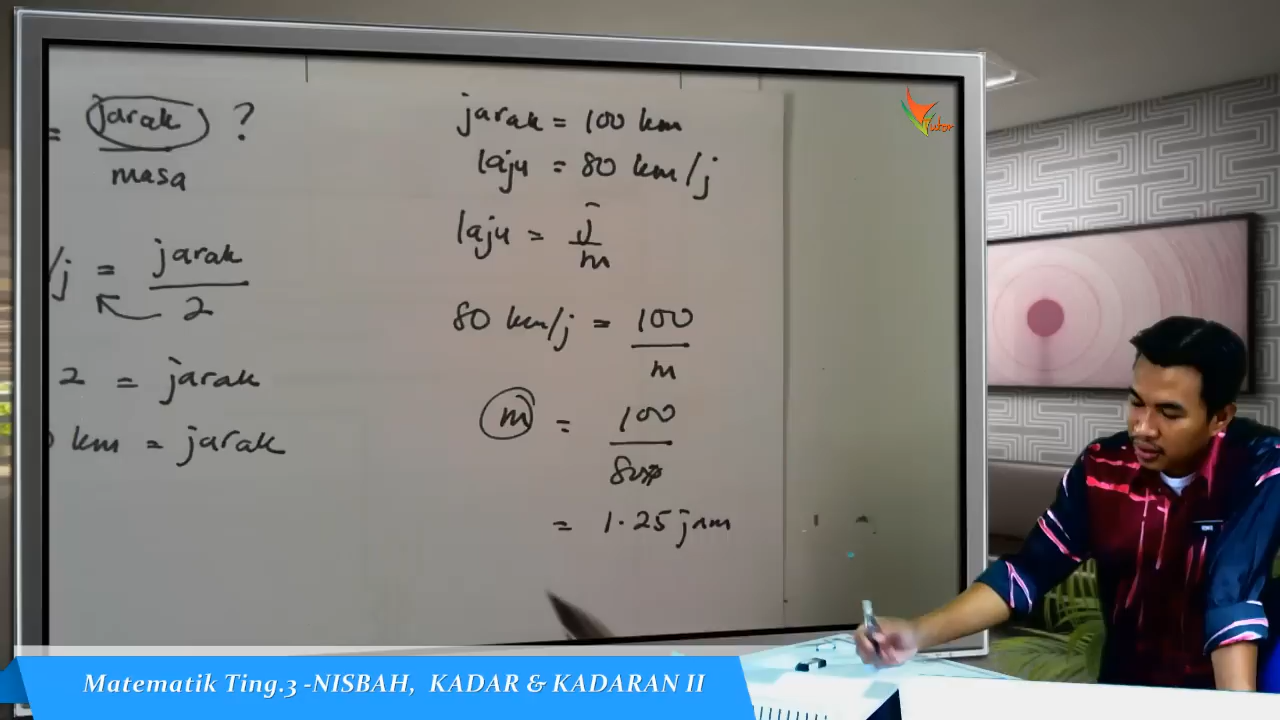 = jarak ?
masa
/j = jarak
2
2 = jarak
km = jarak
jarak = 100 km
laju = 80 km/j
laju = j
m
80 km/j = 100
m
m = 100
80
= 1.25 jam
Tutor
Matematik Ting.3 -NISBAH, KADAR & KADARAN II